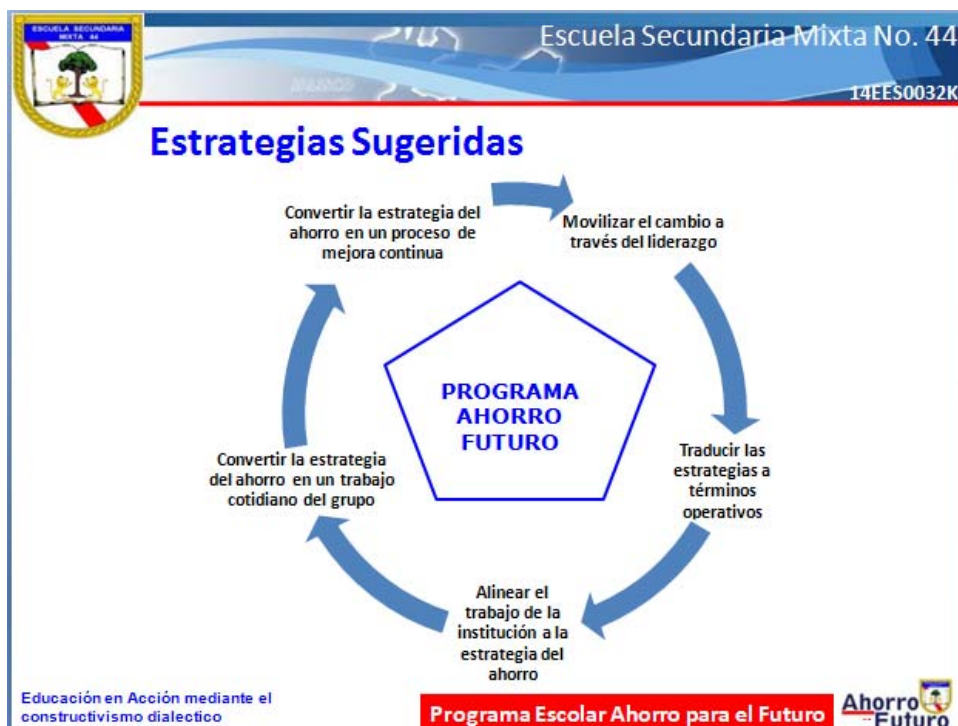 ESCUELA SECUNDARIA
MIXTA 44
Escuela Secundaria Mixta No. 44
14EES0032K
Estrategias Sugeridas
Convertir la estrategia del
ahorro en un proceso de
mejora continua
Movilizar el cambio a
través del liderazgo
PROGRAMA
AHORRO
FUTURO
Traducir las
estrategias a
términos
operativos
Convertir la estrategia
del ahorro en un trabajo
cotidiano del grupo
Alinear el
trabajo de la
institución a la
estrategia del
ahorro
Educación en Acción mediante el
constructivismo dialectico
Programa Escolar Ahorro para el Futuro
Ahorro
Futuro